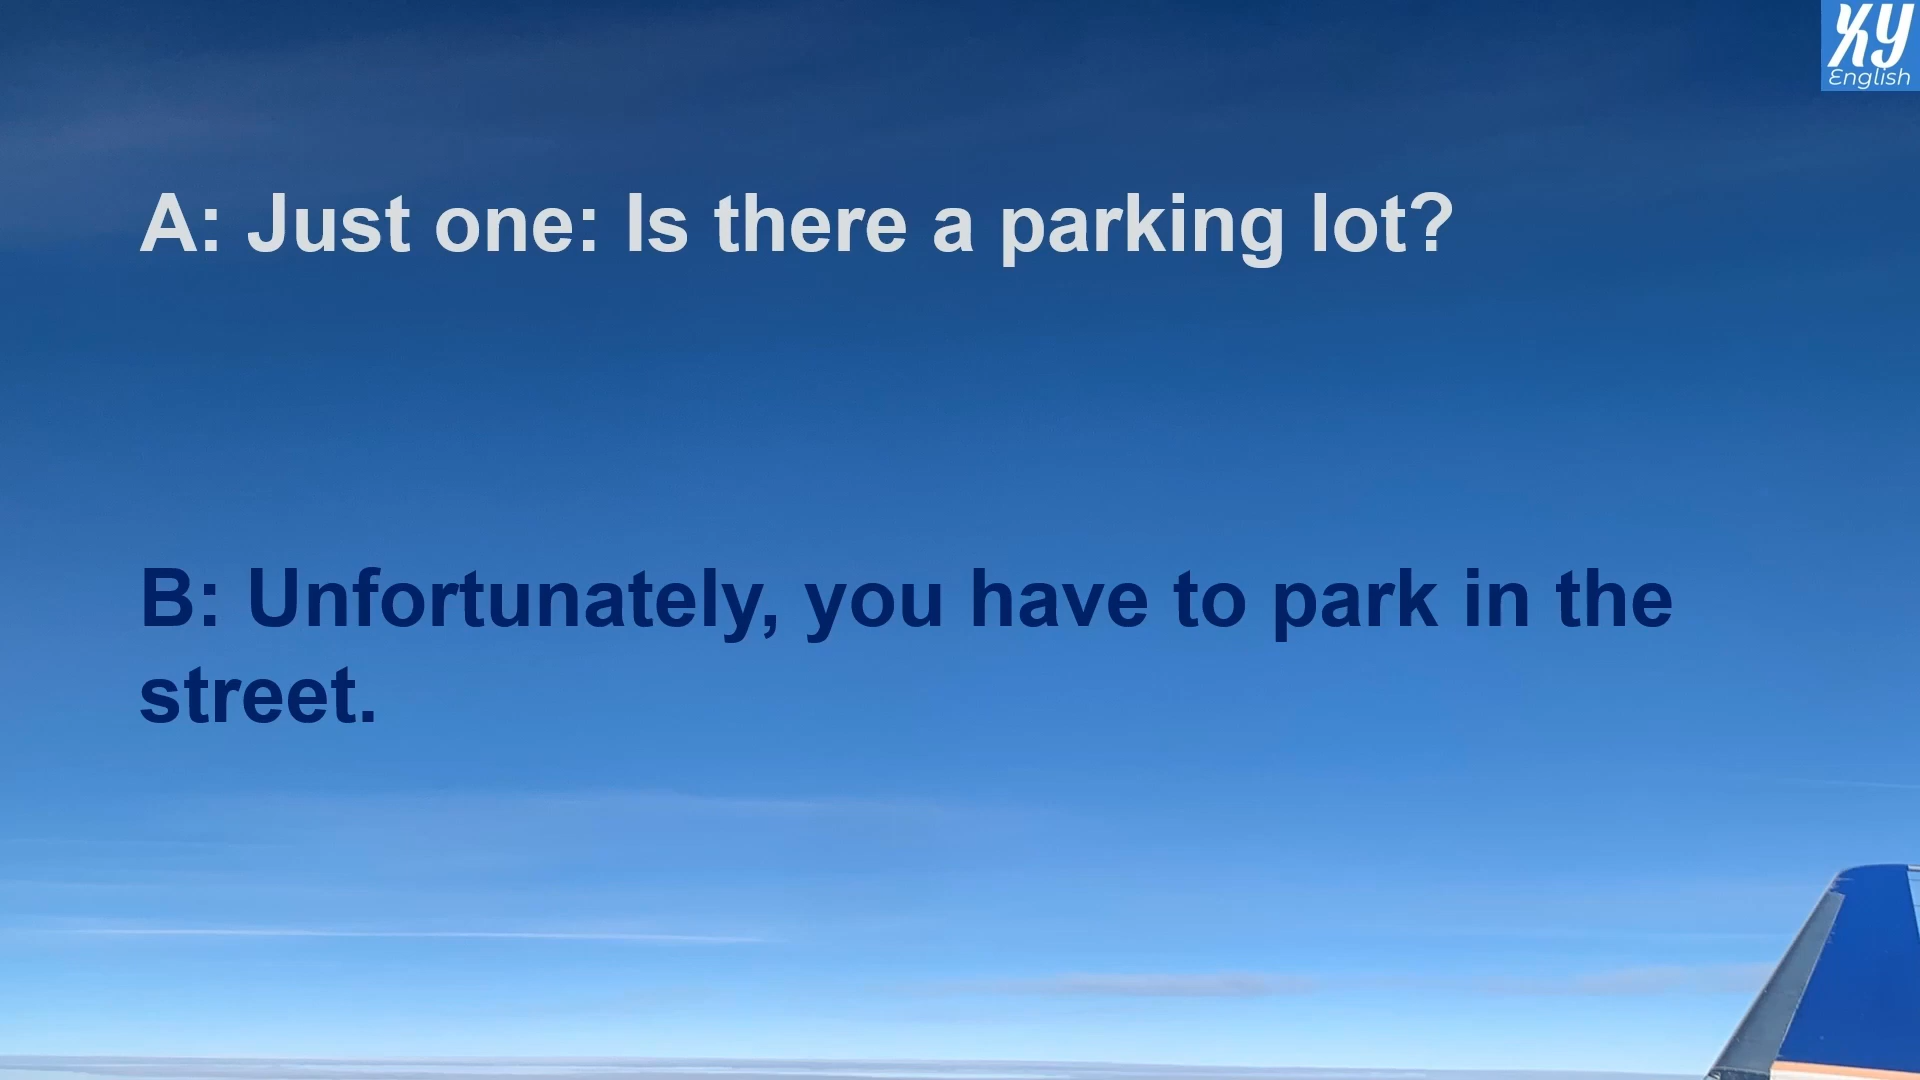 XY
English
A: Just one: Is there a parking lot?
B: Unfortunately, you have to park in the
street.